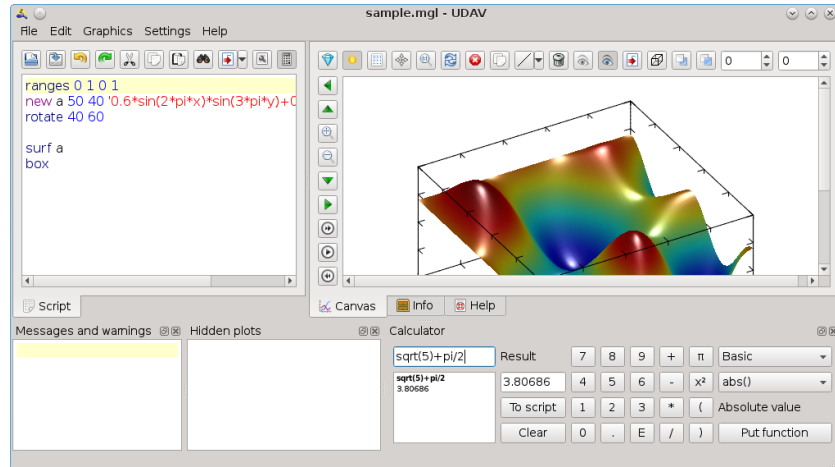 sample.mgl - UDAV
File Edit Graphics Settings Help
0 0
ranges 0 1 0 1
new a 50 40 '0.6*sin(2*pi*x)*sin(3*pi*y)+
rotate 40 60
surf a
box
Script
Canvas Info Help
Messages and warnings Hidden plots Calculator
sqrt(5)+pi/2 Result 7 8 9 + π Basic
sqrt(5)+pi/2
3.80686
3.80686 4 5 6 - x² abs()
To script 1 2 3 * ( Absolute value
Clear 0 . E / ) Put function